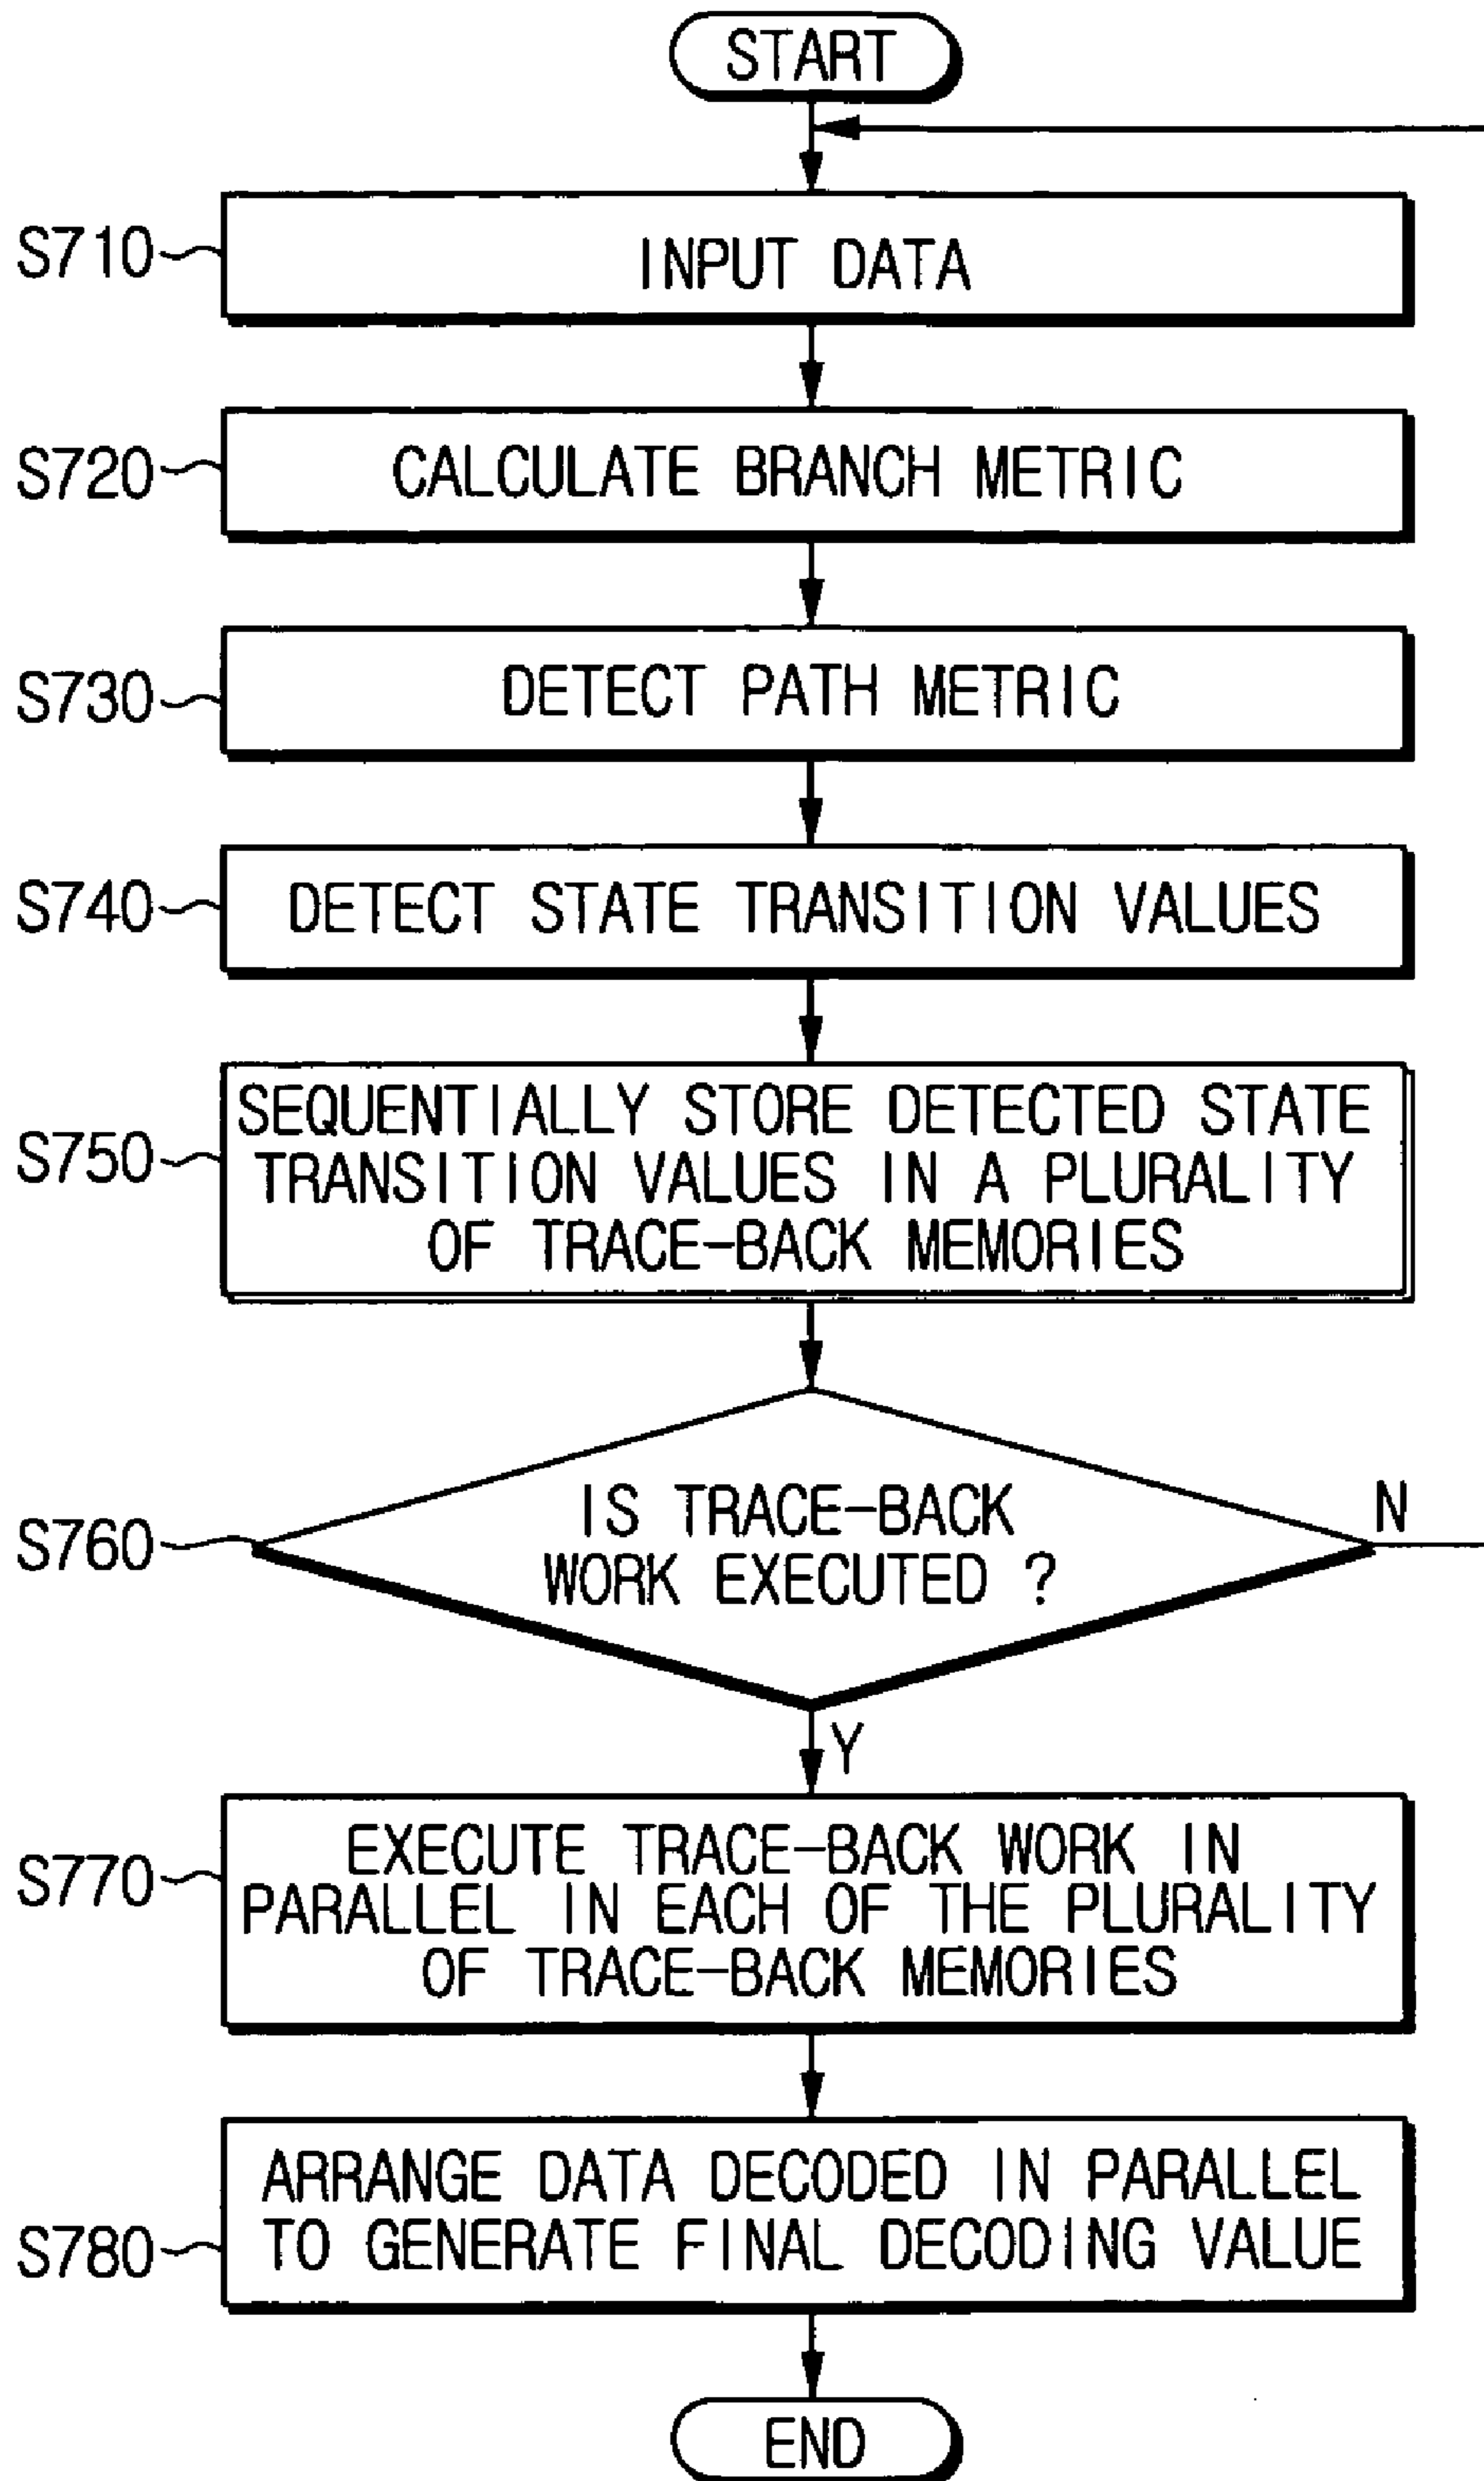 START
S710
INPUT DATA
S720
CALCULATE BRANCH METRIC
S730
DETECT PATH METRIC
S740
DETECT STATE TRANSITION VALUES
S750
SEQUENTIALLY STORE DETECTED STATE
TRANSITION VALUES IN A PLURALITY
OF TRACE-BACK MEMORIES
S760
IS TRACE-BACK
WORK EXECUTED ?
N
Y
S770
EXECUTE TRACE-BACK WORK IN
PARALLEL IN EACH OF THE PLURALITY
OF TRACE-BACK MEMORIES
S780
ARRANGE DATA DECODED IN PARALLEL
TO GENERATE FINAL DECODING VALUE
END